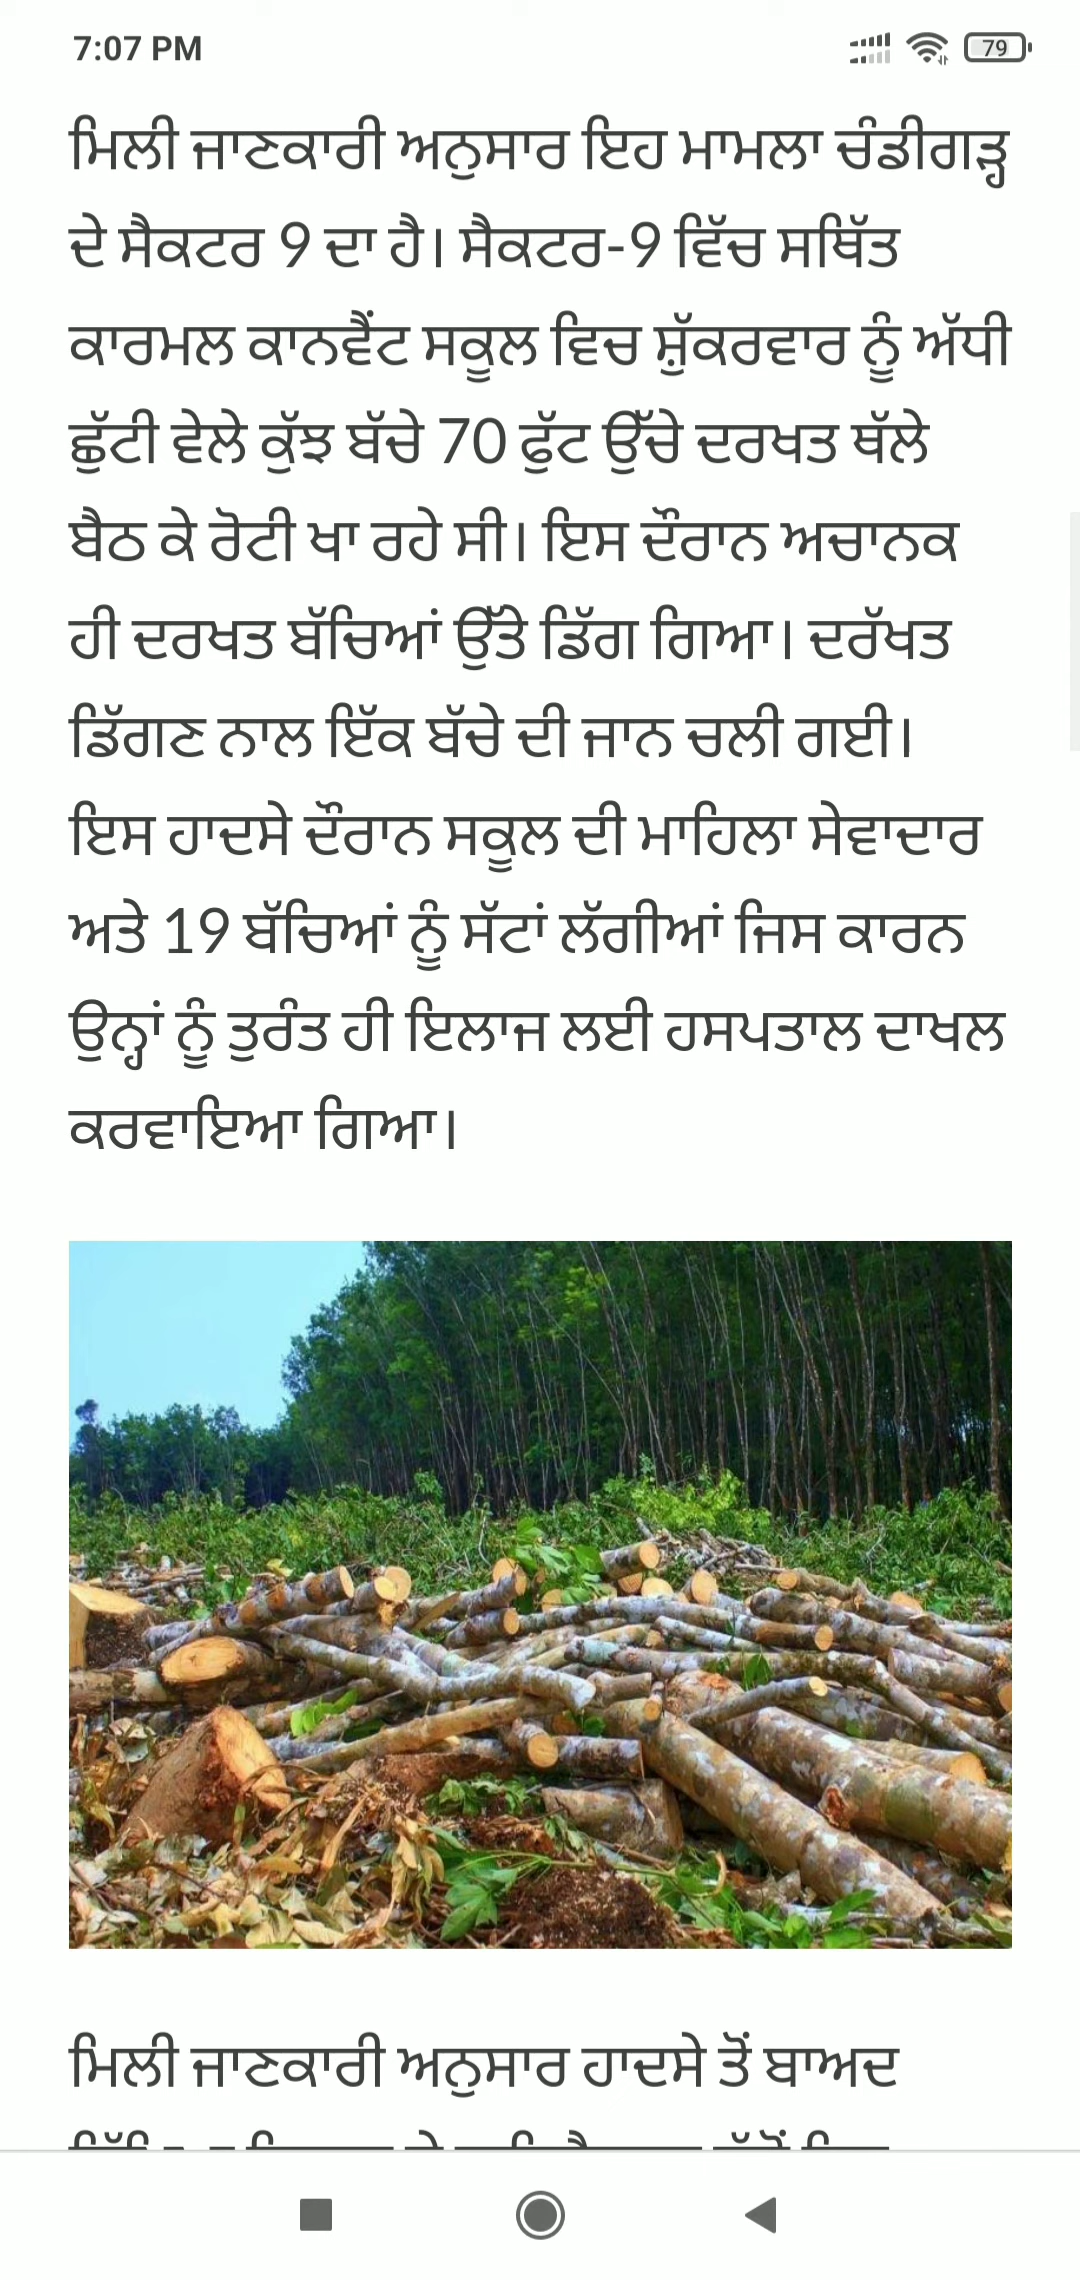 7:07 PM
79
ਮਿਲੀ ਜਾਣਕਾਰੀ ਅਨੁਸਾਰ ਇਹ ਮਾਮਲਾ ਚੰਡੀਗੜ੍ਹ
ਦੇ ਸੈਕਟਰ 9 ਦਾ ਹੈ। ਸੈਕਟਰ-9 ਵਿੱਚ ਸਥਿੱਤ
ਕਾਰਮਲ ਕਾਨਵੈਂਟ ਸਕੂਲ ਵਿਚ ਸ਼ੁੱਕਰਵਾਰ ਨੂੰ ਅੱਧੀ
ਛੁੱਟੀ ਵੇਲੇ ਕੁੱਝ ਬੱਚੇ 70 ਫੁੱਟ ਉੱਚੇ ਦਰਖਤ ਥੱਲੇ
ਬੈਠ ਕੇ ਰੋਟੀ ਖਾ ਰਹੇ ਸੀ। ਇਸ ਦੌਰਾਨ ਅਚਾਨਕ
ਹੀ ਦਰਖਤ ਬੱਚਿਆਂ ਉੱਤੇ ਡਿੱਗ ਗਿਆ। ਦਰੱਖਤ
ਡਿੱਗਣ ਨਾਲ ਇੱਕ ਬੱਚੇ ਦੀ ਜਾਨ ਚਲੀ ਗਈ।
ਇਸ ਹਾਦਸੇ ਦੌਰਾਨ ਸਕੂਲ ਦੀ ਮਾਹਿਲਾ ਸੇਵਾਦਾਰ
ਅਤੇ 19 ਬੱਚਿਆਂ ਨੂੰ ਸੱਟਾਂ ਲੱਗੀਆਂ ਜਿਸ ਕਾਰਨ
ਉਨ੍ਹਾਂ ਨੂੰ ਤੁਰੰਤ ਹੀ ਇਲਾਜ ਲਈ ਹਸਪਤਾਲ ਦਾਖਲ
ਕਰਵਾਇਆ ਗਿਆ।
ਮਿਲੀ ਜਾਣਕਾਰੀ ਅਨੁਸਾਰ ਹਾਦਸੇ ਤੋਂ ਬਾਅਦ